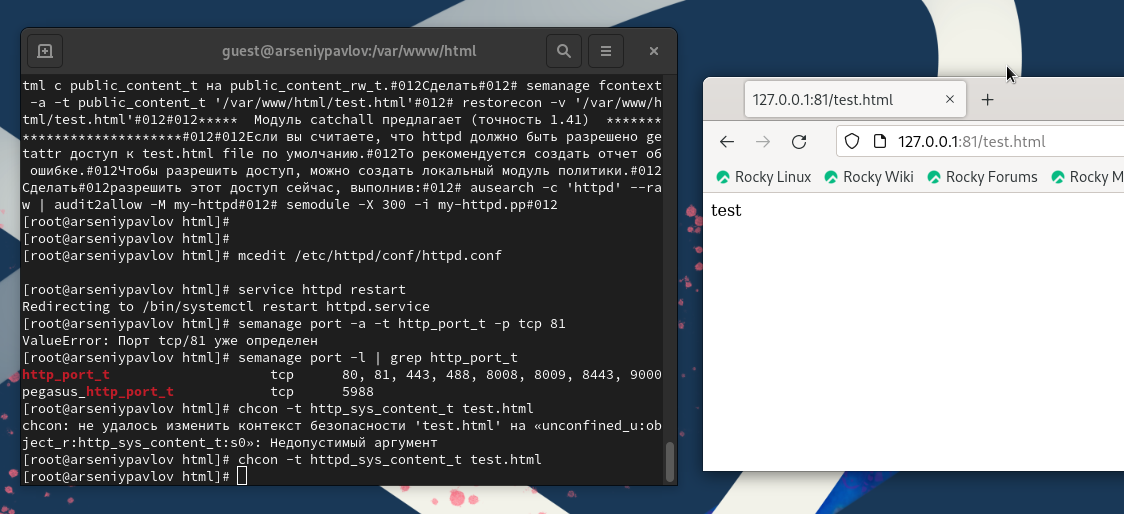 guest@arseniypavlov:/var/www/html
tml с public_content_t на public_content_rw_t.#012Сделать#012# semanage fcontext
-a -t public_content_t '/var/www/html/test.html'#012# restorecon -v '/var/www/h
tml/test.html'#012#012***** Модуль catchall предлагает (точность 1.41) *******
********************#012#012Если вы считаете, что httpd должно быть разрешено ge
tattr доступ к test.html file по умолчанию.#012То рекомендуется создать отчет об
ошибке.#012Чтобы разрешить доступ, можно создать локальный модуль политики.#012
Сделать#012разрешить этот доступ сейчас, выполнив:#012# ausearch -c 'httpd' --ra
w | audit2allow -M my-httpd#012# semodule -X 300 -i my-httpd.pp#012
[root@arseniypavlov html]#
[root@arseniypavlov html]#
[root@arseniypavlov html]# mcedit /etc/httpd/conf/httpd.conf
[root@arseniypavlov html]# service httpd restart
Redirecting to /bin/systemctl restart httpd.service
[root@arseniypavlov html]# semanage port -a -t http_port_t -p tcp 81
ValueError: Порт tcp/81 уже определен
[root@arseniypavlov html]# semanage port -l | grep http_port_t
http_port_t tcp 80, 81, 443, 488, 8008, 8009, 8443, 9000
pegasus_http_port_t tcp 5988
[root@arseniypavlov html]# chcon -t http_sys_content_t test.html
chcon: не удалось изменить контекст безопасности 'test.html' на «unconfined_u:ob
ject_r:http_sys_content_t:s0»: Недопустимый аргумент
[root@arseniypavlov html]# chcon -t httpd_sys_content_t test.html
[root@arseniypavlov html]#
127.0.0.1:81/test.html
127.0.0.1:81/test.html
Rocky Linux Rocky Wiki Rocky Forums Rocky M
test